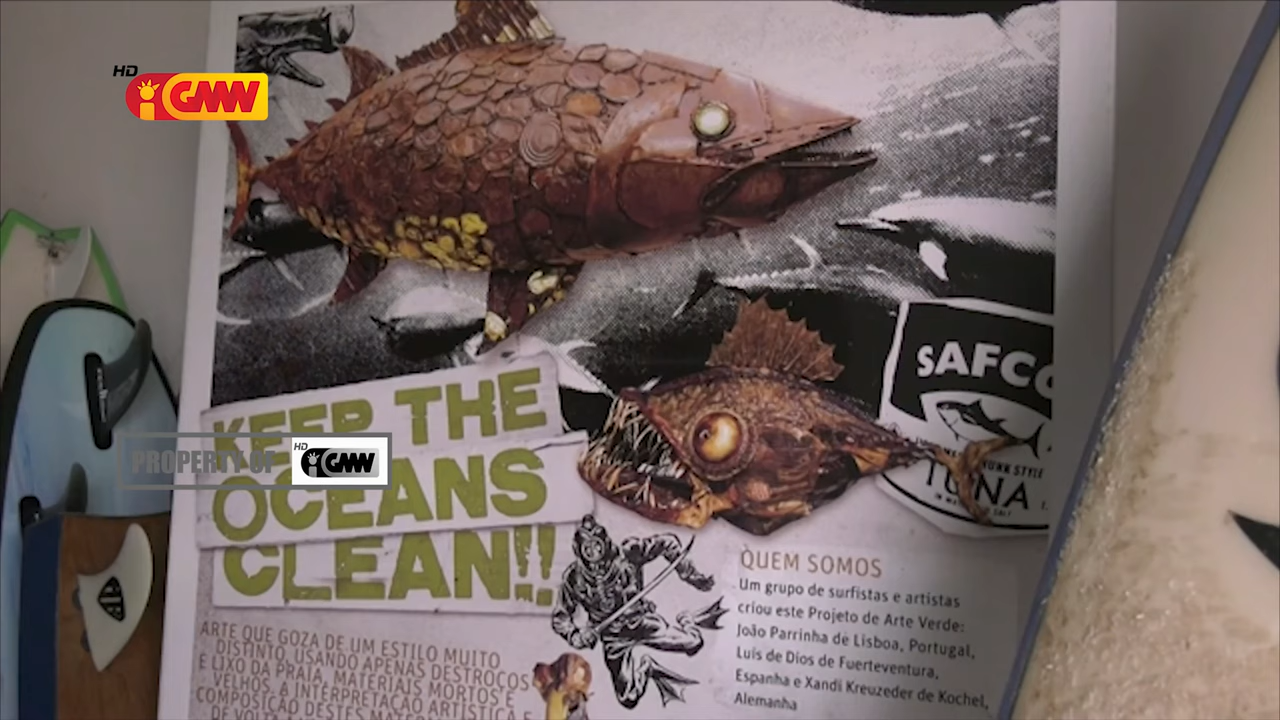 HD
iGMW
SAFCO
TUNA
KEEP THE
OCEANS
CLEAN!!
PROPERTY OF HD iGMW
QUEM SOMOS
Um grupo de surfistas e artistas
criou este Projeto de Arte Verde:
João Parrinha de Lisboa, Portugal,
Luis de Dios de Fuerteventura,
Espanha e Xandi Kreuzeder de Kochel,
Alemanha
ARTE QUE GOZA DE UM ESTILO MUITO
DISTINTO, USANDO APENAS DESTROÇOS
E LIXO DA PRAIA, MATERIAIS MORTOS E
VELHOS. A INTERPRETAÇÃO ARTÍSTICA E
COMPOSIÇÃO DESTES